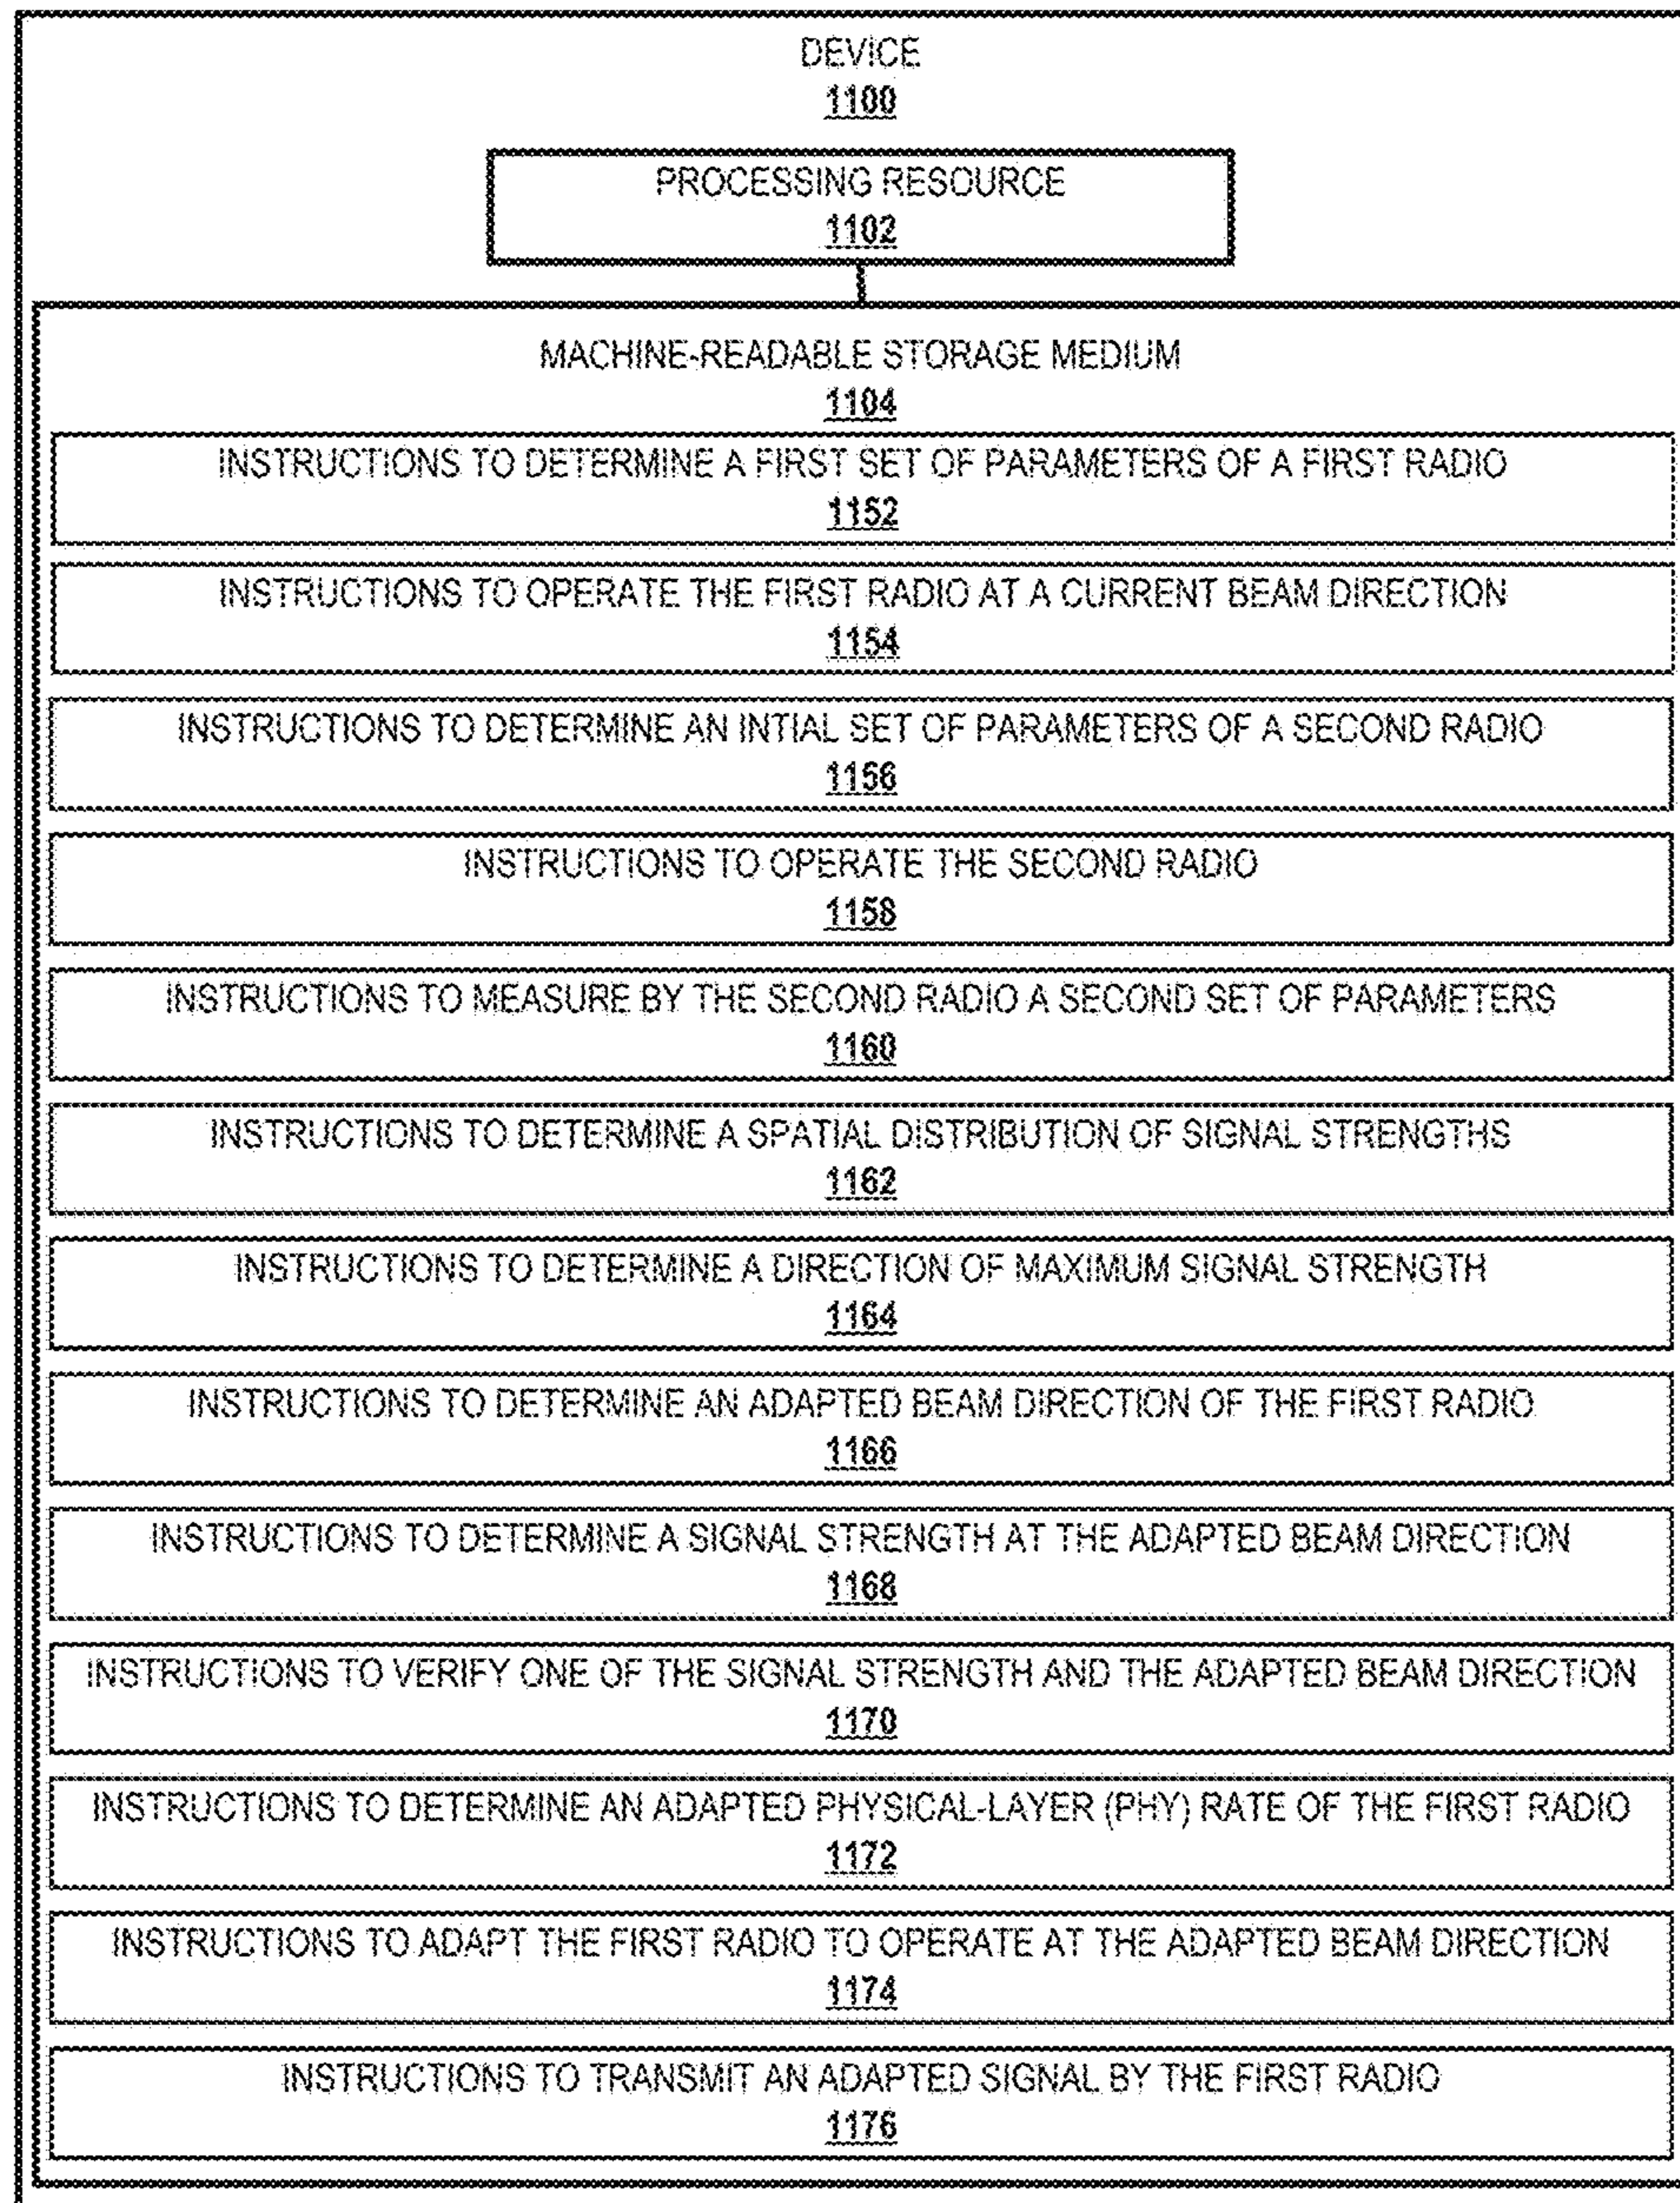 DEVICE
1100
PROCESSING RESOURCE
1102
MACHINE-READABLE STORAGE MEDIUM
1104
INSTRUCTIONS TO DETERMINE A FIRST SET OF PARAMETERS OF A FIRST RADIO
1152
INSTRUCTIONS TO OPERATE THE FIRST RADIO AT A CURRENT BEAM DIRECTION
1154
INSTRUCTIONS TO DETERMINE AN INTIAL SET OF PARAMETERS OF A SECOND RADIO
1156
INSTRUCTIONS TO OPERATE THE SECOND RADIO
1158
INSTRUCTIONS TO MEASURE BY THE SECOND RADIO A SECOND SET OF PARAMETERS
1160
INSTRUCTIONS TO DETERMINE A SPATIAL DISTRIBUTION OF SIGNAL STRENGTHS
1162
INSTRUCTIONS TO DETERMINE A DIRECTION OF MAXIMUM SIGNAL STRENGTH
1164
INSTRUCTIONS TO DETERMINE AN ADAPTED BEAM DIRECTION OF THE FIRST RADIO
1166
INSTRUCTIONS TO DETERMINE A SIGNAL STRENGTH AT THE ADAPTED BEAM DIRECTION
1168
INSTRUCTIONS TO VERIFY ONE OF THE SIGNAL STRENGTH AND THE ADAPTED BEAM DIRECTION
1170
INSTRUCTIONS TO DETERMINE AN ADAPTED PHYSICAL-LAYER (PHY) RATE OF THE FIRST RADIO
1172
INSTRUCTIONS TO ADAPT THE FIRST RADIO TO OPERATE AT THE ADAPTED BEAM DIRECTION
1174
INSTRUCTIONS TO TRANSMIT AN ADAPTED SIGNAL BY THE FIRST RADIO
1176